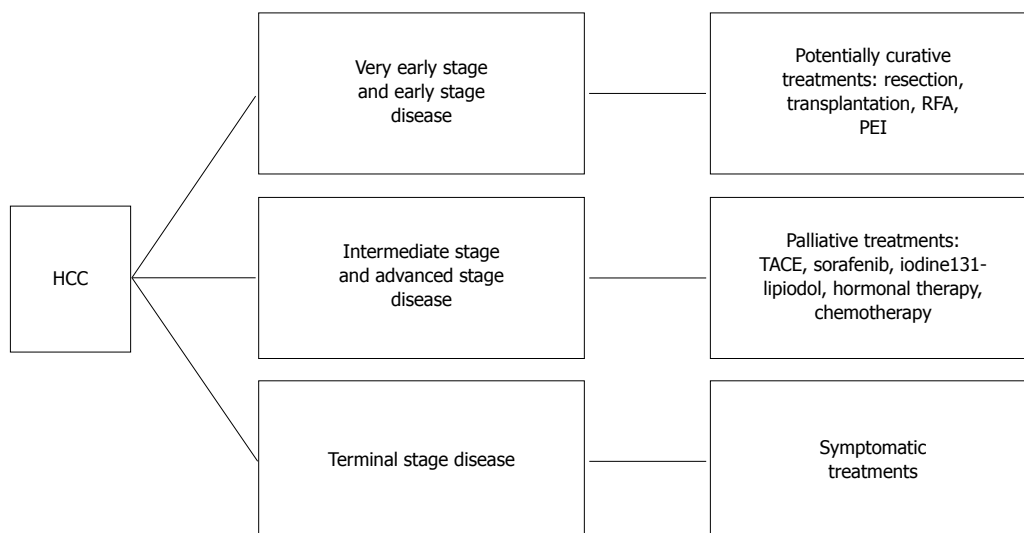 HCC
Very early stage
and early stage
disease
Potentially curative
treatments: resection,
transplantation, RFA,
PEI
Intermediate stage
and advanced stage
disease
Palliative treatments:
TACE, sorafenib, iodine131-
lipiodol, hormonal therapy,
chemotherapy
Terminal stage disease
Symptomatic
treatments